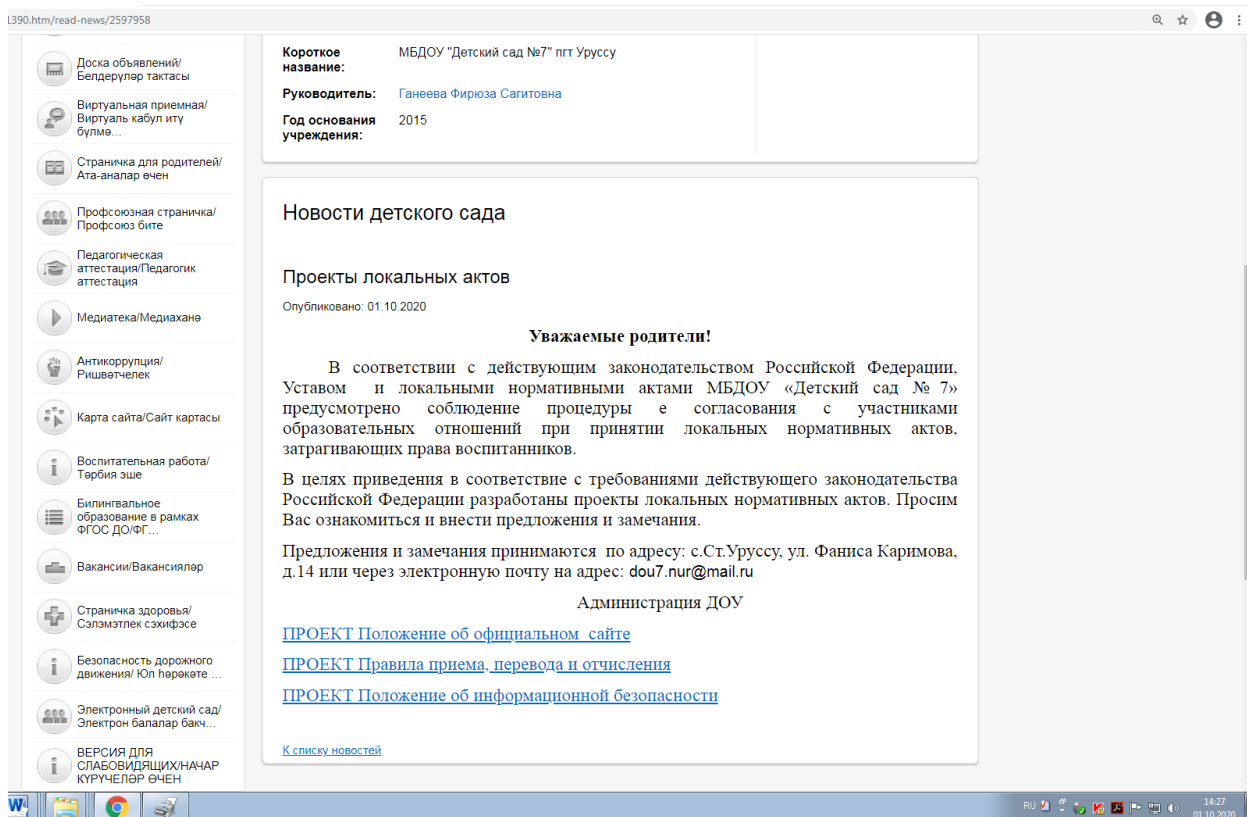 1390.htm/read-news/2597958
Доска объявлений/
Белдерүләр тактасы
Виртуальная приемная/
Виртуаль кабул итү
бүлмә...
Страничка для родителей/
Ата-аналар өчен
Профсоюзная страничка/
Профсоюз бите
Педагогическая
аттестация/Педагогик
аттестация
Медиатека/Медиаханә
Антикоррупция/
Ришвәтчелек
Карта сайта/Сайт картасы
Воспитательная работа/
Тәрбия эше
Билингвальное
образование в рамках
ФГОС ДО/ФГ...
Вакансии/Вакансияләр
Страничка здоровья/
Сэлэмэтлек сэхифэсе
Безопасность дорожного
движения/ Юл һәрәкәте ...
Электронный детский сад/
Электрон балалар бакч...
ВЕРСИЯ ДЛЯ
СЛАБОВИДЯЩИХ/НАЧАР
КҮРҮЧЕЛӘР ӨЧЕН
Короткое название: МБДОУ "Детский сад №7" пгт Уруссу
Руководитель: Ганеева Фирюза Сагитовна
Год основания учреждения: 2015
Новости детского сада
Проекты локальных актов
Опубликовано: 01.10.2020
Уважаемые родители!
В соответствии с действующим законодательством Российской Федерации,
Уставом и локальными нормативными актами МБДОУ «Детский сад № 7»
предусмотрено соблюдение процедуры е согласования с участниками
образовательных отношений при принятии локальных нормативных актов,
затрагивающих права воспитанников.
В целях приведения в соответствие с требованиями действующего законодательства
Российской Федерации разработаны проекты локальных нормативных актов. Просим
Вас ознакомиться и внести предложения и замечания.
Предложения и замечания принимаются по адресу: с.Ст.Уруссу, ул. Фаниса Каримова,
д.14 или через электронную почту на адрес: dou7.nur@mail.ru
Администрация ДОУ
ПРОЕКТ Положение об официальном сайте
ПРОЕКТ Правила приема, перевода и отчисления
ПРОЕКТ Положение об информационной безопасности
К списку новостей
RU
14:27
01.10.2020